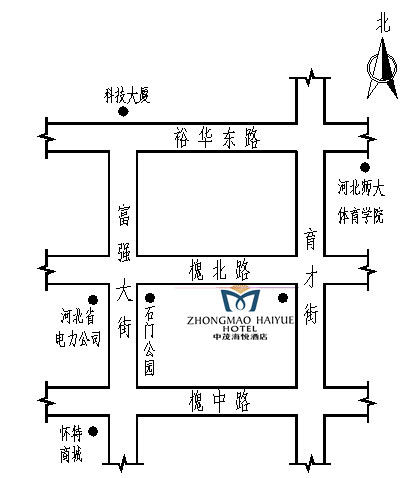 北
科技大厦
裕华东路
河北师大
体育学院
富强大街
育才街
槐北路
河北省
电力公司
石门公园
ZHONGMAO HAIYUE
HOTEL
中茂海悦酒店
槐中路
怀特
商城